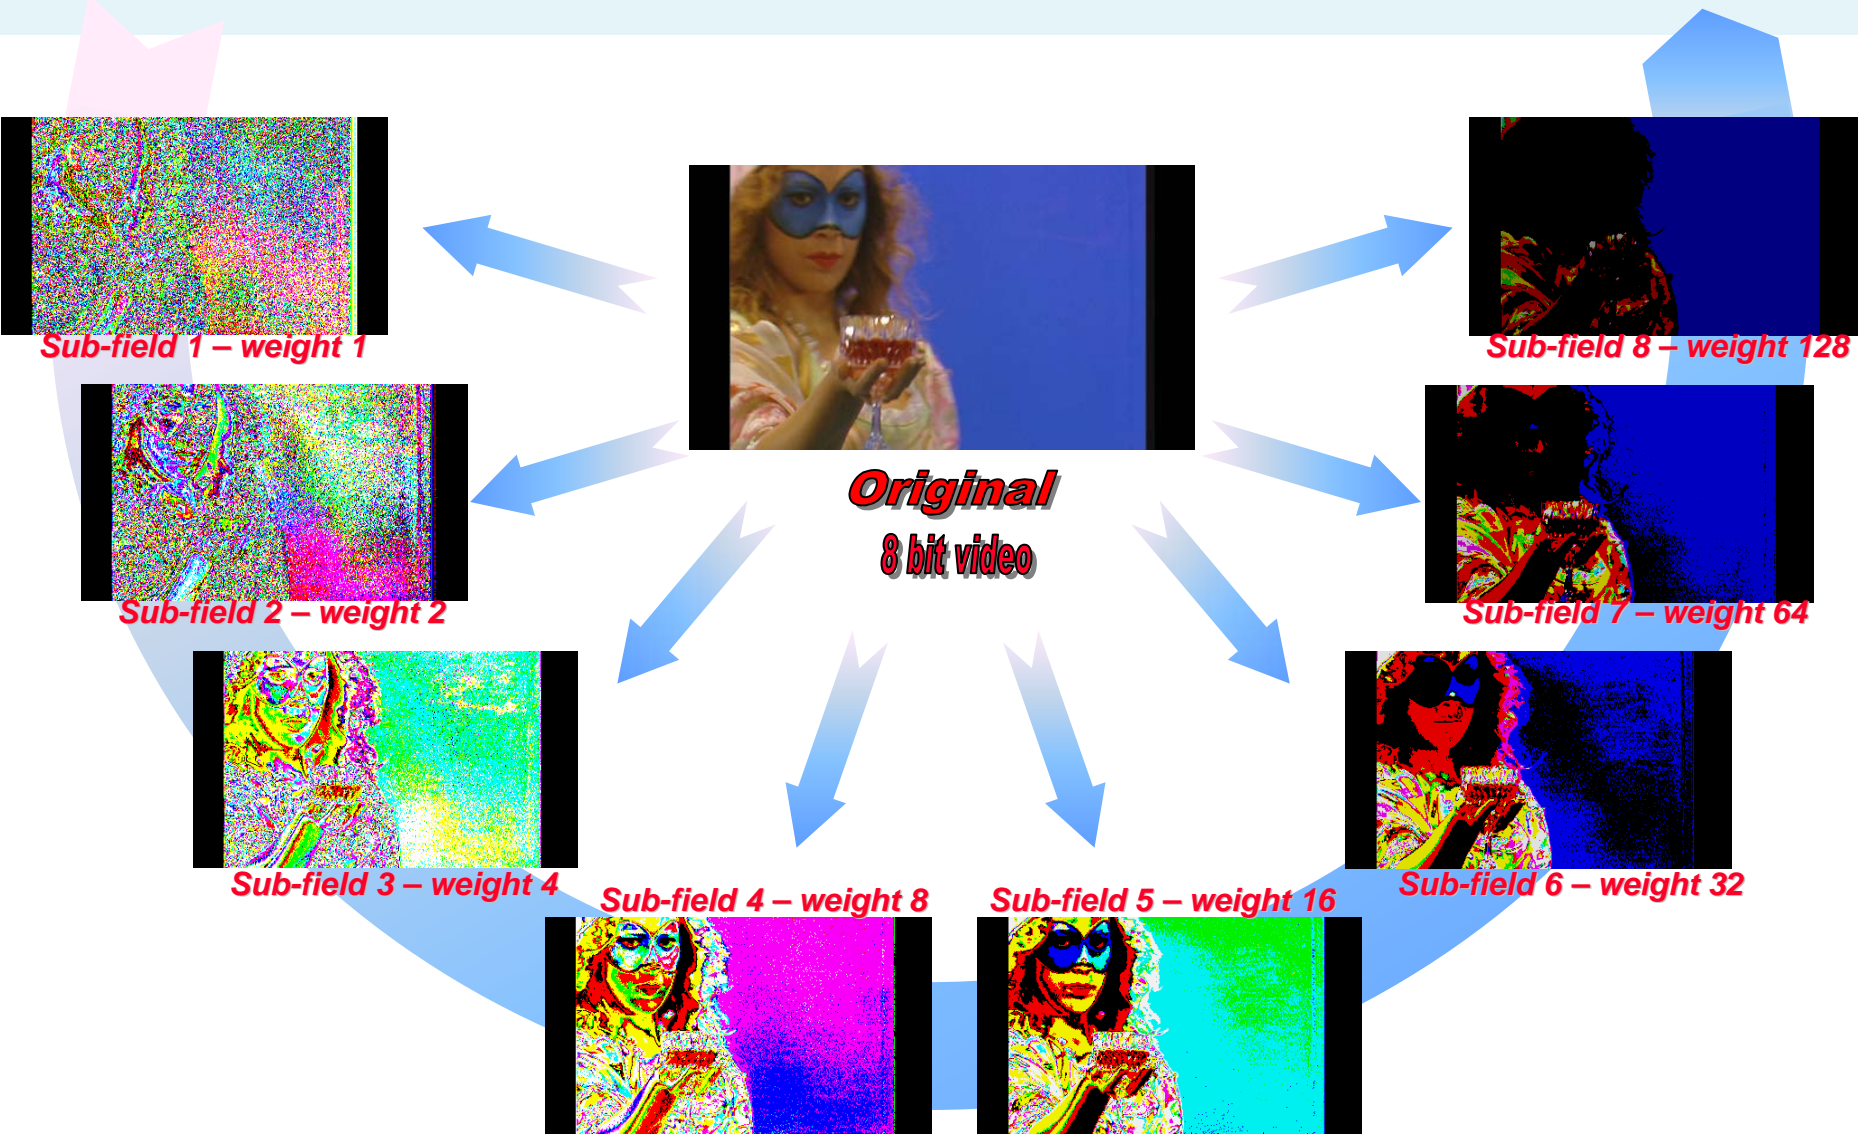 Original
8 bit video
Sub-field 1 – weight 1
Sub-field 2 – weight 2
Sub-field 3 – weight 4
Sub-field 4 – weight 8
Sub-field 5 – weight 16
Sub-field 6 – weight 32
Sub-field 7 – weight 64
Sub-field 8 – weight 128